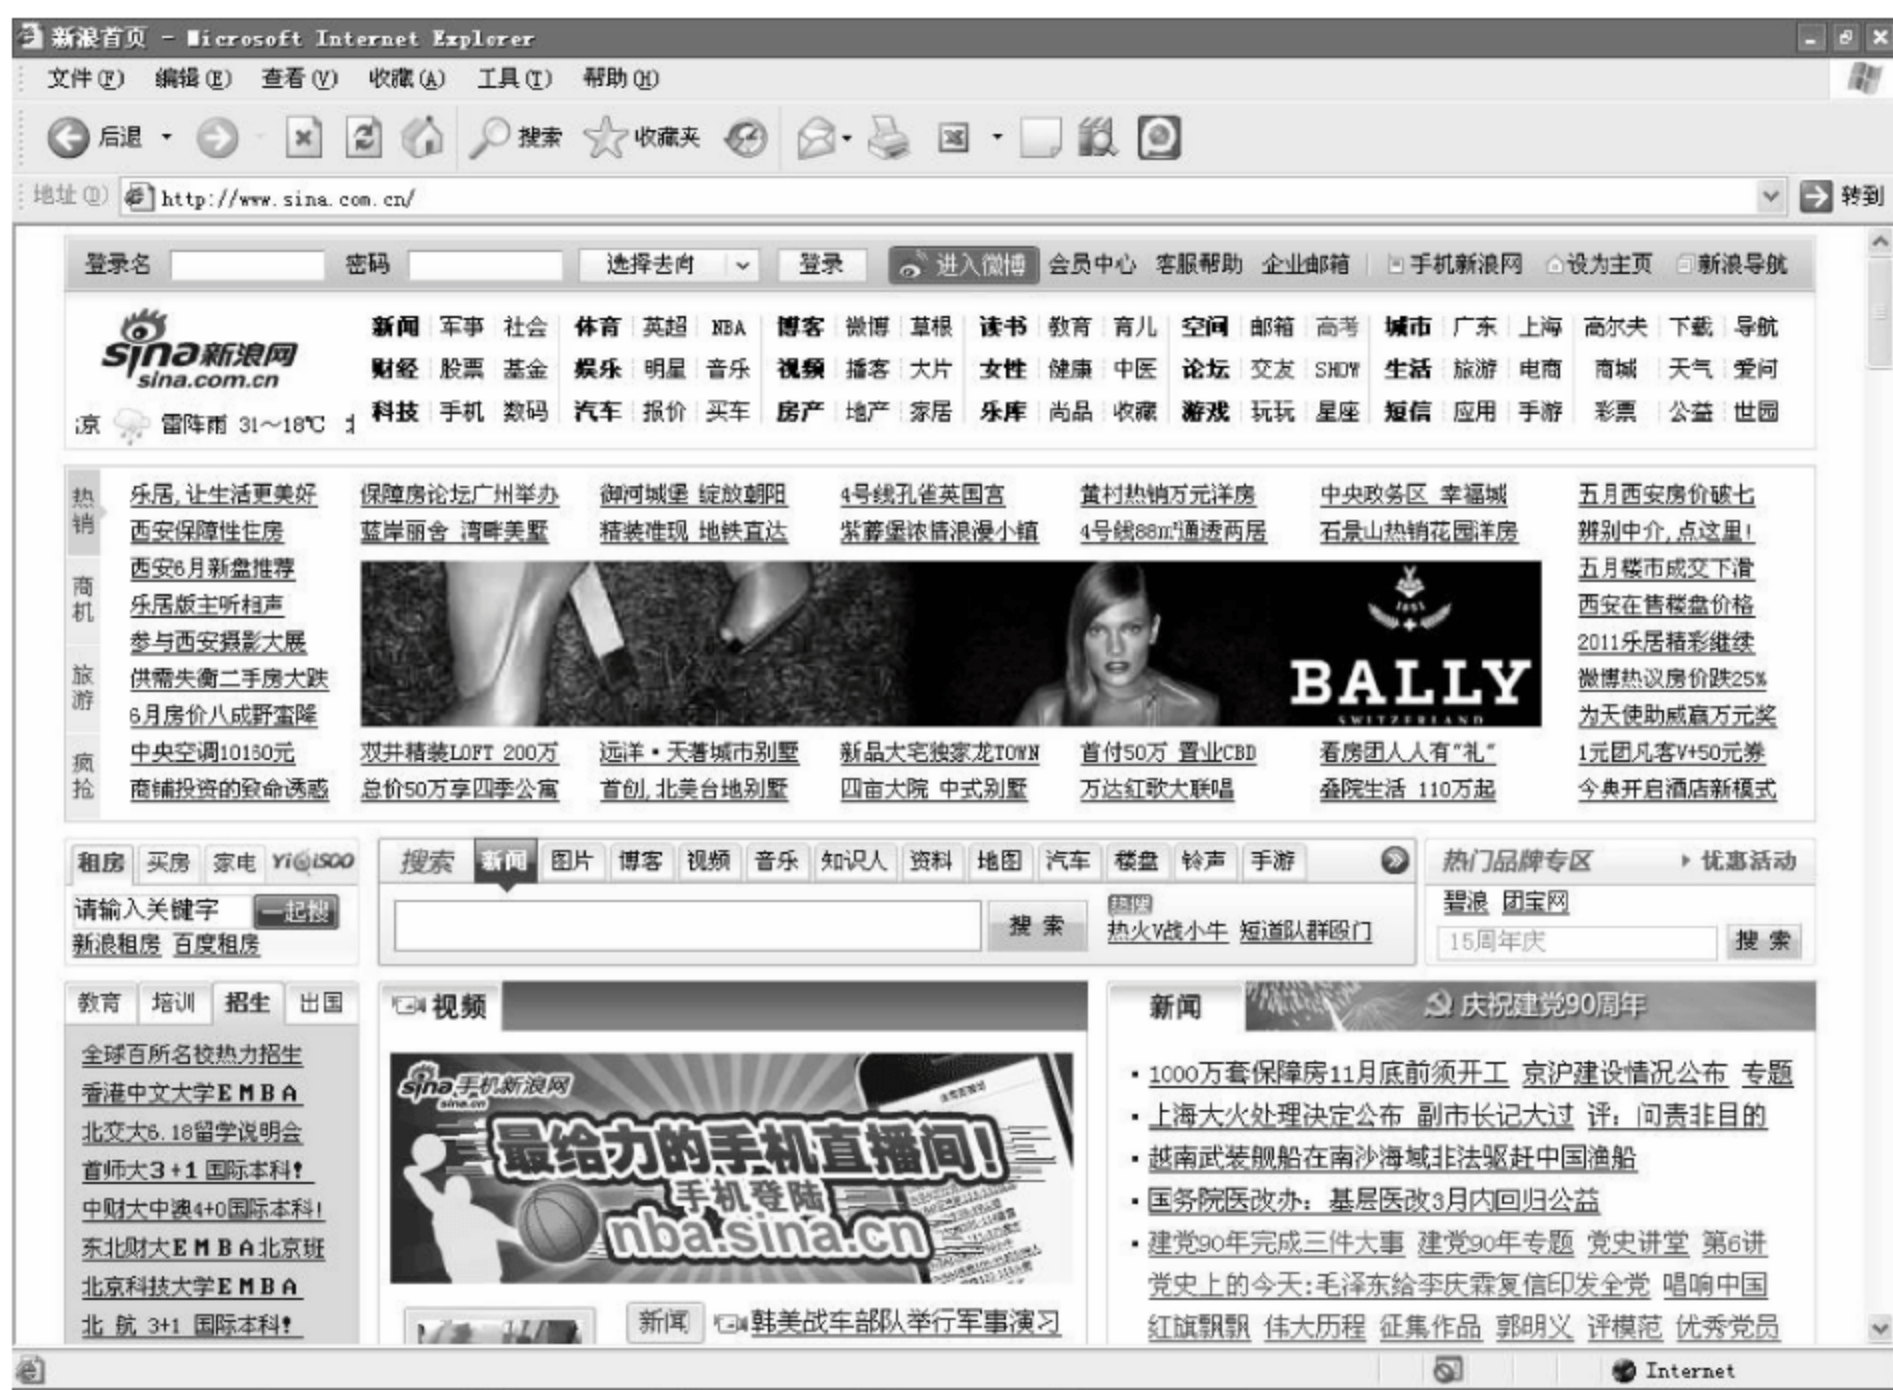 新浪首页 - Microsoft Internet Explorer
文件(F) 编辑(E) 查看(V) 收藏(A) 工具(T) 帮助(H)
后退 搜索 收藏夹
地址(D) http://www.sina.com.cn/ 转到
登录名 密码 选择去向 登录 进入微博 会员中心 客服帮助 企业邮箱 手机新浪网 设为主页 新浪导航
sina新浪网
sina.com.cn
京 雷阵雨 31~18℃
新闻 军事 社会 体育 英超 NBA 博客 微博 草根 读书 教育 育儿 空间 邮箱 高考 城市 广东 上海 高尔夫 下载 导航
财经 股票 基金 娱乐 明星 音乐 视频 播客 大片 女性 健康 中医 论坛 交友 SHOW 生活 旅游 电商 商城 天气 爱问
科技 手机 数码 汽车 报价 买车 房产 地产 家居 乐库 尚品 收藏 游戏 玩玩 星座 短信 应用 手游 彩票 公益 世园
热销
商机
旅游
疯抢
乐居,让生活更美好 保障房论坛广州举办 御河城堡 绽放朝阳 4号线孔雀英国宫 黄村热销万元洋房 中央政务区 幸福城 五月西安房价破七
西安保障性住房 蓝岸丽舍 湾畔美墅 精装准现 地铁直达 紫藤堡浓情浪漫小镇 4号线88m²通透两居 石景山热销花园洋房 辨别中介,点这里!
西安6月新盘推荐 五月楼市成交下滑
乐居版主听相声 西安在售楼盘价格
参与西安摄影大展 2011乐居精彩继续
供需失衡二手房大跌 微博热议房价跌25%
6月房价八成野蛮降 为天使助威赢万元奖
1851
BALLY
SWITZERLAND
中央空调10150元 双井精装LOFT 200万 远洋·天著城市别墅 新品大宅独家龙TOWN 首付50万 置业CBD 看房团人人有"礼" 1元团凡客V+50元券
商铺投资的致命诱惑 总价50万享四季公寓 首创,北美台地别墅 四亩大院 中式别墅 万达红歌大联唱 叠院生活 110万起 今典开启酒店新模式
租房 买房 家电 YiQiSOO
请输入关键字 一起搜
新浪租房 百度租房
搜索 新闻 图片 博客 视频 音乐 知识人 资料 地图 汽车 楼盘 铃声 手游
搜 索
热搜
热火V战小牛 短道队群殴门
热门品牌专区 优惠活动
碧浪 团宝网
15周年庆 搜 索
教育 培训 招生 出国
全球百所名校热力招生
香港中文大学EMBA
北交大6.18留学说明会
首师大3+1国际本科!
中财大中澳4+0国际本科!
东北财大EMBA北京班
北京科技大学EMBA
北 航 3+1 国际本科!
视频
sina手机新浪网
sina.cn
最给力的手机直播间!
手机登陆
nba.sina.cn
新闻 韩美战车部队举行军事演习
新闻 庆祝建党90周年
1000万套保障房11月底前须开工 京沪建设情况公布 专题
上海大火处理决定公布 副市长记大过 评：问责非目的
越南武装舰船在南沙海域非法驱赶中国渔船
国务院医改办：基层医改3月内回归公益
建党90年完成三件大事 建党90年专题 党史讲堂 第6讲
党史上的今天:毛泽东给李庆霖复信印发全党 唱响中国
红旗飘飘 伟大历程 征集作品 郭明义 评模范 优秀党员
Internet